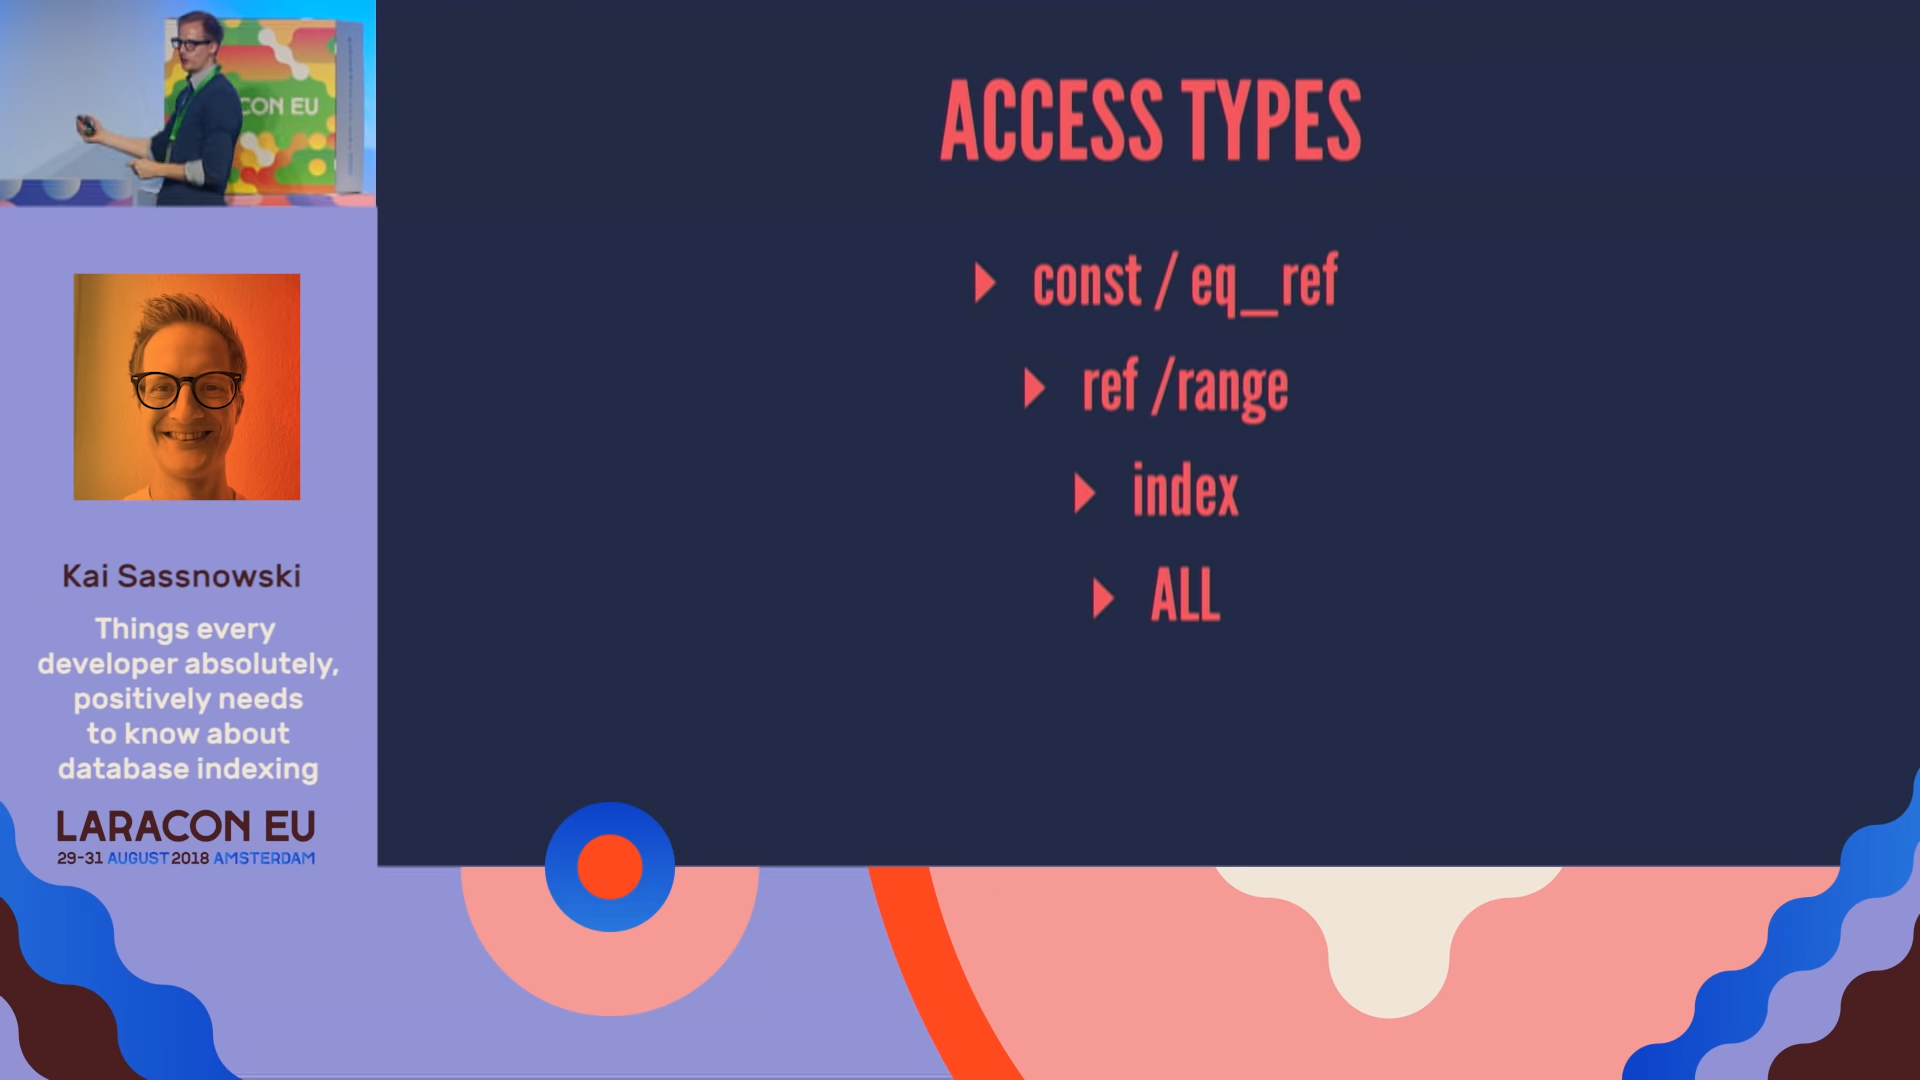 CON EU
Kai Sassnowski
Things every
developer absolutely,
positively needs
to know about
database indexing
LARACON EU
29-31 AUGUST 2018 AMSTERDAM
ACCESS TYPES
const / eq_ref
ref /range
index
ALL